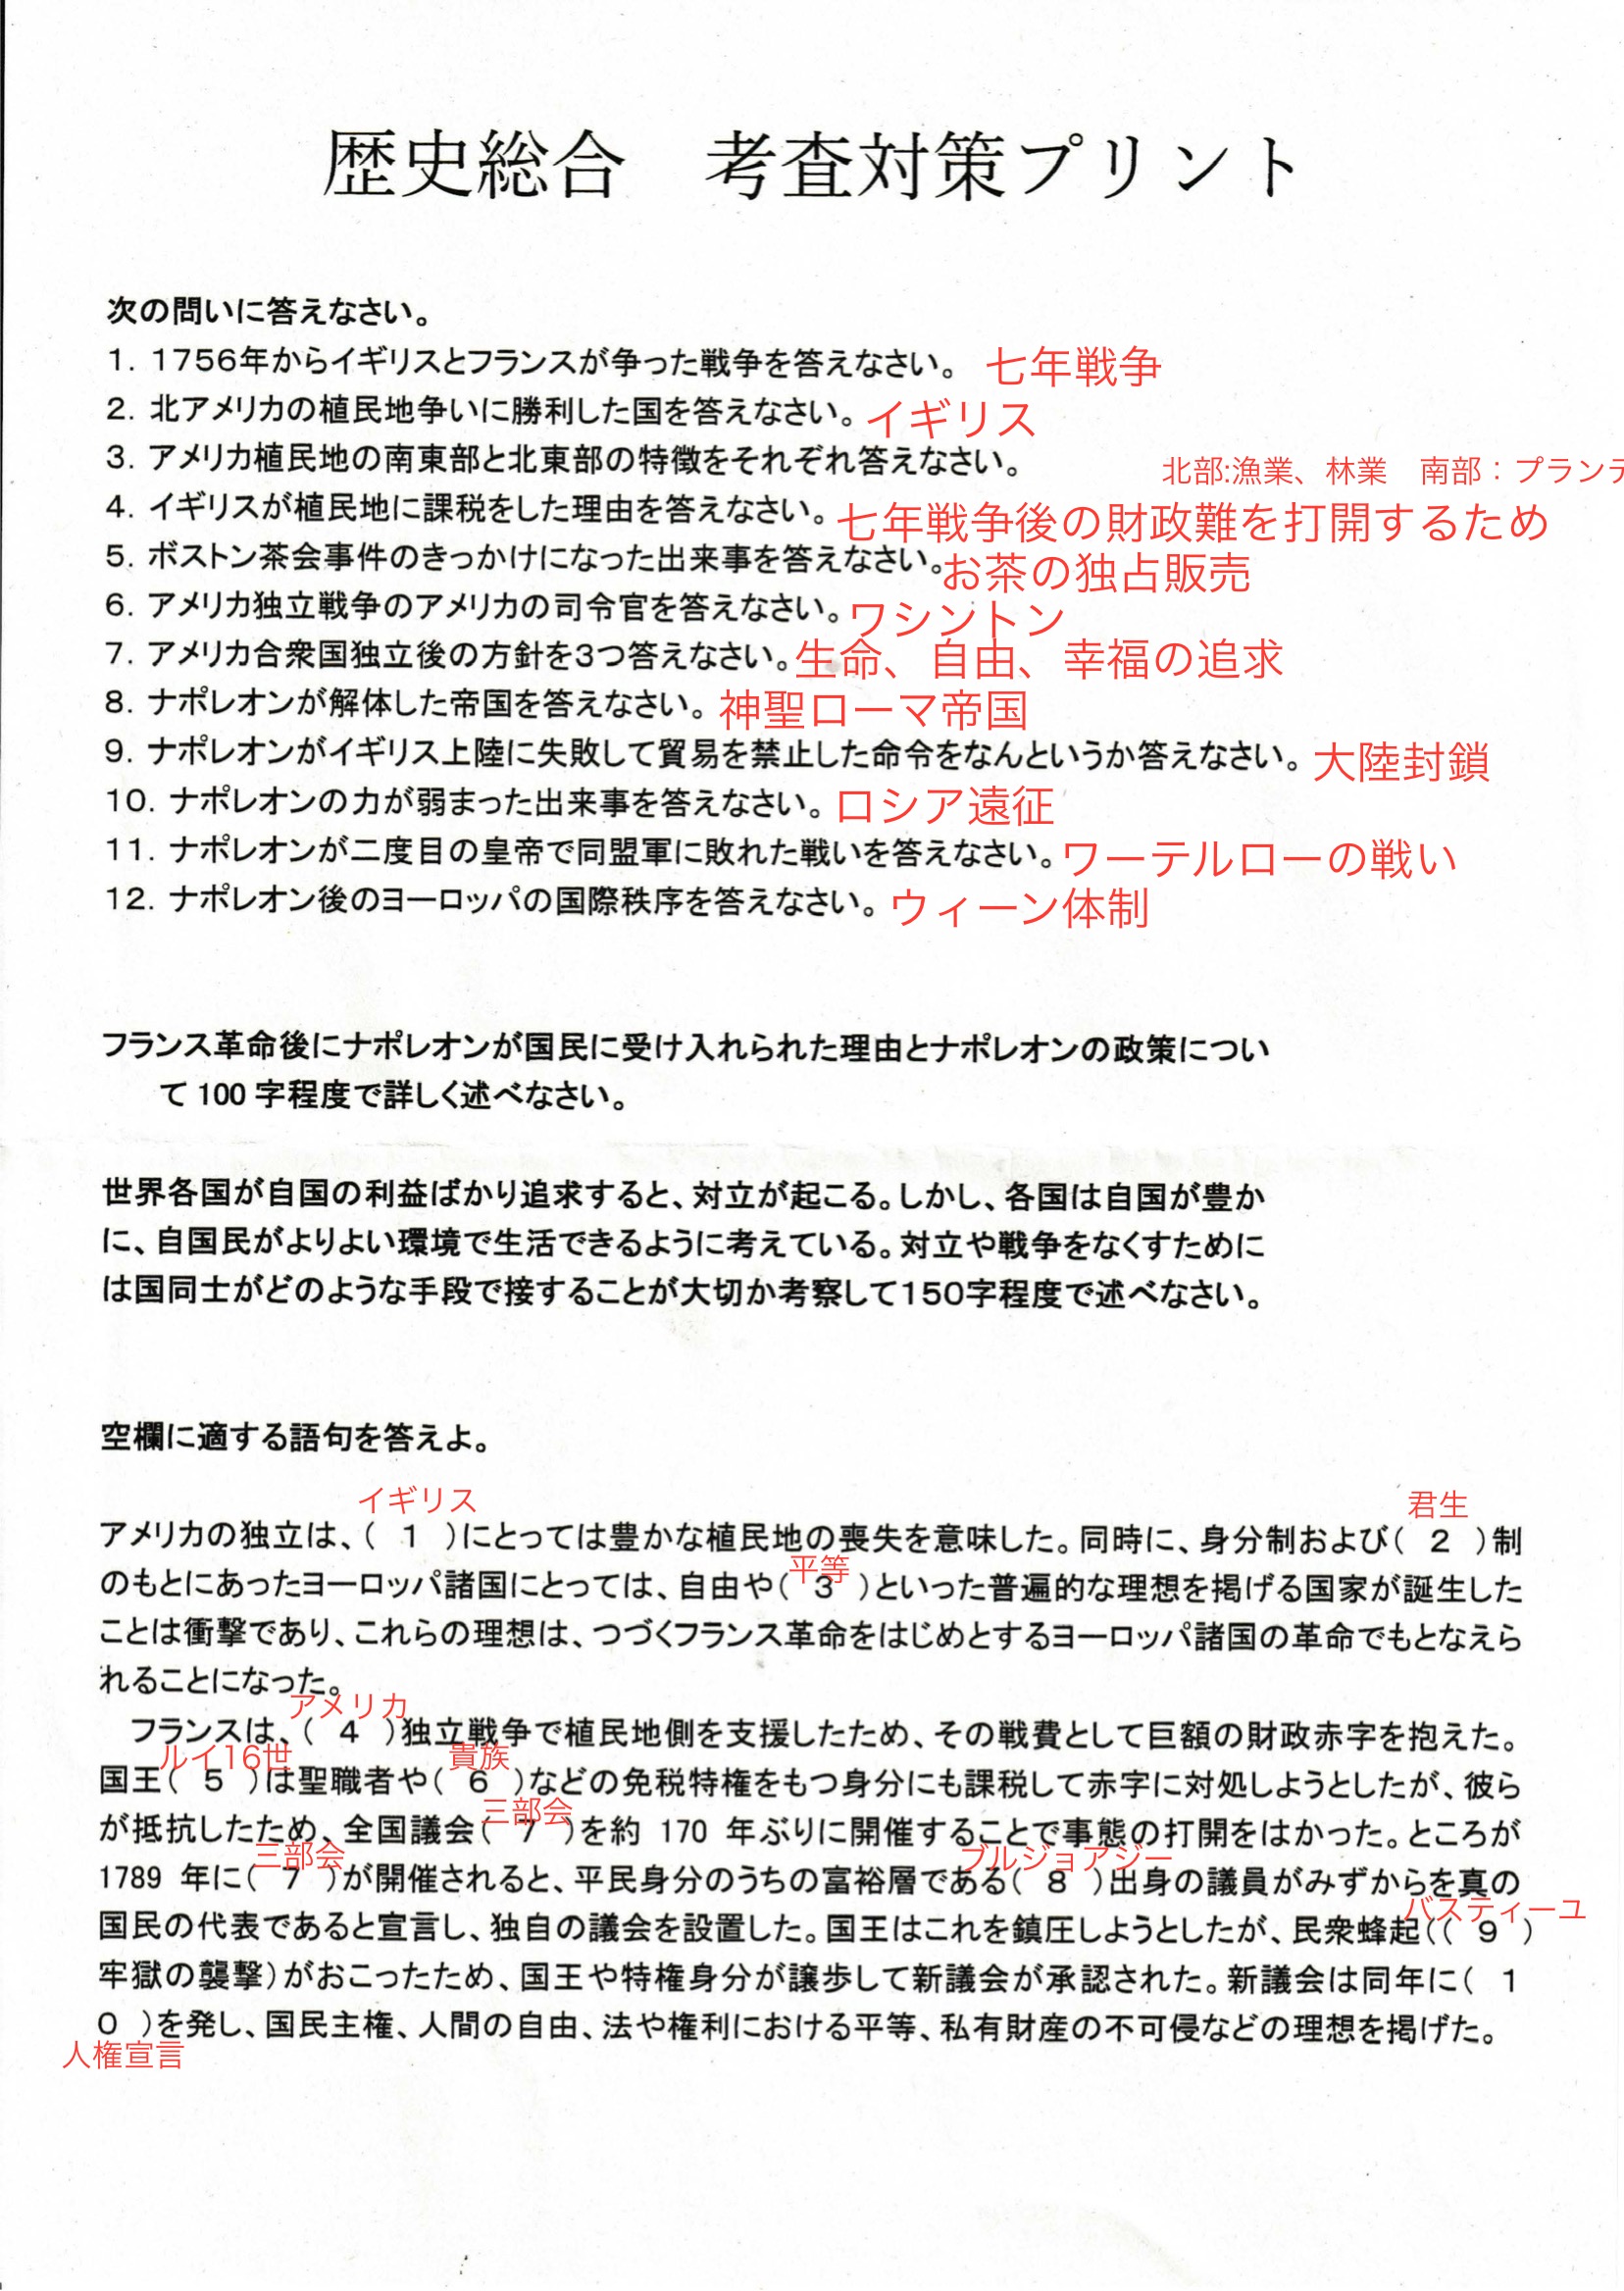 歴史総合　考査対策プリント
次の問いに答えなさい。
1. 1756年からイギリスとフランスが争った戦争を答えなさい。 七年戦争
2. 北アメリカの植民地争いに勝利した国を答えなさい。 イギリス
3. アメリカ植民地の南東部と北東部の特徴をそれぞれ答えなさい。 北部:漁業、林業　南部：プランテ
4. イギリスが植民地に課税をした理由を答えなさい。 七年戦争後の財政難を打開するため
5. ボストン茶会事件のきっかけになった出来事を答えなさい。 お茶の独占販売
6. アメリカ独立戦争のアメリカの司令官を答えなさい。 ワシントン
7. アメリカ合衆国独立後の方針を3つ答えなさい。 生命、自由、幸福の追求
8. ナポレオンが解体した帝国を答えなさい。 神聖ローマ帝国
9. ナポレオンがイギリス上陸に失敗して貿易を禁止した命令をなんというか答えなさい。 大陸封鎖
10. ナポレオンの力が弱まった出来事を答えなさい。 ロシア遠征
11. ナポレオンが二度目の皇帝で同盟軍に敗れた戦いを答えなさい。 ワーテルローの戦い
12. ナポレオン後のヨーロッパの国際秩序を答えなさい。 ウィーン体制
フランス革命後にナポレオンが国民に受け入れられた理由とナポレオンの政策につい
て 100 字程度で詳しく述べなさい。
世界各国が自国の利益ばかり追求すると、対立が起こる。しかし、各国は自国が豊か
に、自国民がよりよい環境で生活できるように考えている。対立や戦争をなくすために
は国同士がどのような手段で接することが大切か考察して150字程度で述べなさい。
空欄に適する語句を答えよ。
イギリス 君生
アメリカの独立は、( 1 )にとっては豊かな植民地の喪失を意味した。同時に、身分制および( 2 )制
平等
のもとにあったヨーロッパ諸国にとっては、自由や( 3 )といった普遍的な理想を掲げる国家が誕生した
ことは衝撃であり、これらの理想は、つづくフランス革命をはじめとするヨーロッパ諸国の革命でもとなえら
れることになった。
アメリカ
フランスは、( 4 )独立戦争で植民地側を支援したため、その戦費として巨額の財政赤字を抱えた。
ルイ16世 貴族
国王( 5 )は聖職者や( 6 )などの免税特権をもつ身分にも課税して赤字に対処しようとしたが、彼ら
三部会
が抵抗したため、全国議会( 7 )を約 170 年ぶりに開催することで事態の打開をはかった。ところが
三部会 ブルジョアジー
1789 年に( 7 )が開催されると、平民身分のうちの富裕層である( 8 )出身の議員がみずからを真の
バスティーユ
国民の代表であると宣言し、独自の議会を設置した。国王はこれを鎮圧しようとしたが、民衆蜂起(( 9 )
牢獄の襲撃)がおこったため、国王や特権身分が譲歩して新議会が承認された。新議会は同年に( 1
0 )を発し、国民主権、人間の自由、法や権利における平等、私有財産の不可侵などの理想を掲げた。
人権宣言